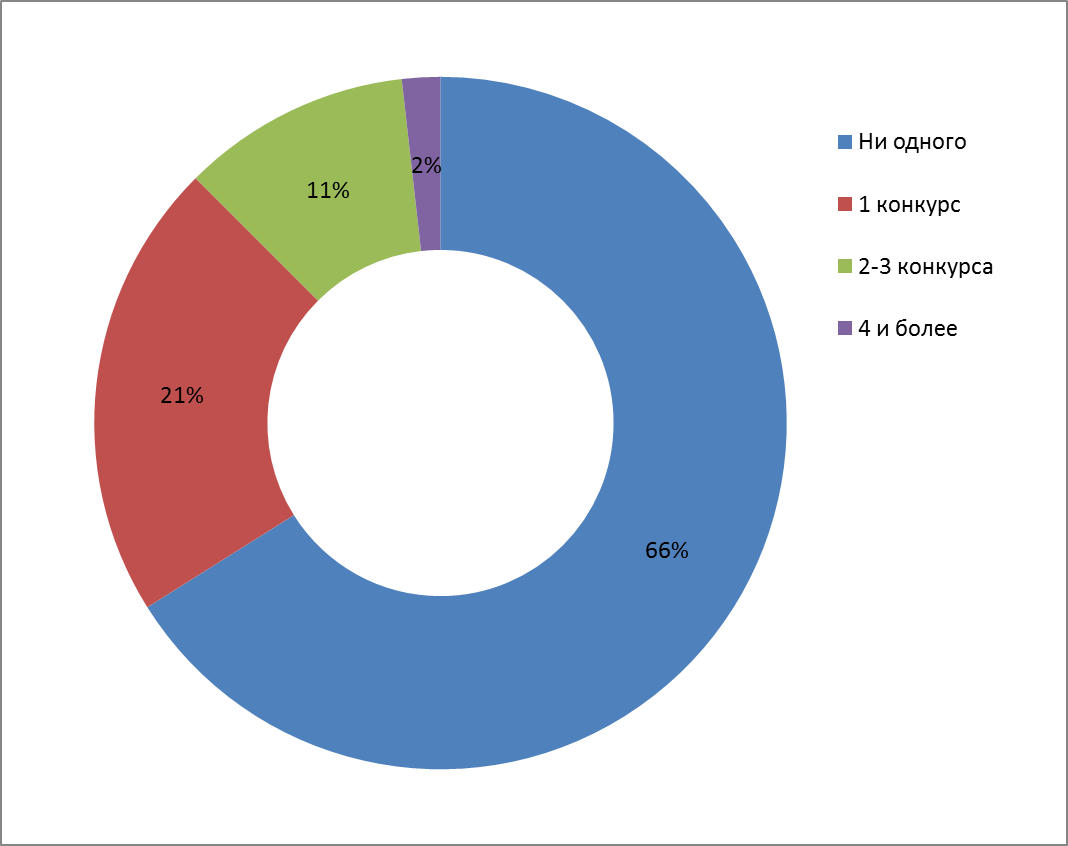 Ни одного
1 конкурс
2-3 конкурса
4 и более
2%
11%
21%
66%